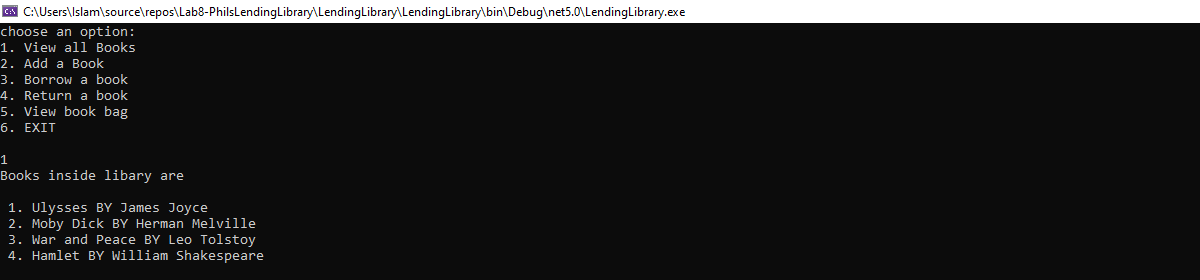 C:\Users\Islam\source\repos\Lab8-PhilsLendingLibrary\LendingLibrary\LendingLibrary\bin\Debug\net5.0\LendingLibrary.exe
choose an option:
1. View all Books
2. Add a Book
3. Borrow a book
4. Return a book
5. View book bag
6. EXIT
1
Books inside libary are
1. Ulysses BY James Joyce
2. Moby Dick BY Herman Melville
3. War and Peace BY Leo Tolstoy
4. Hamlet BY William Shakespeare